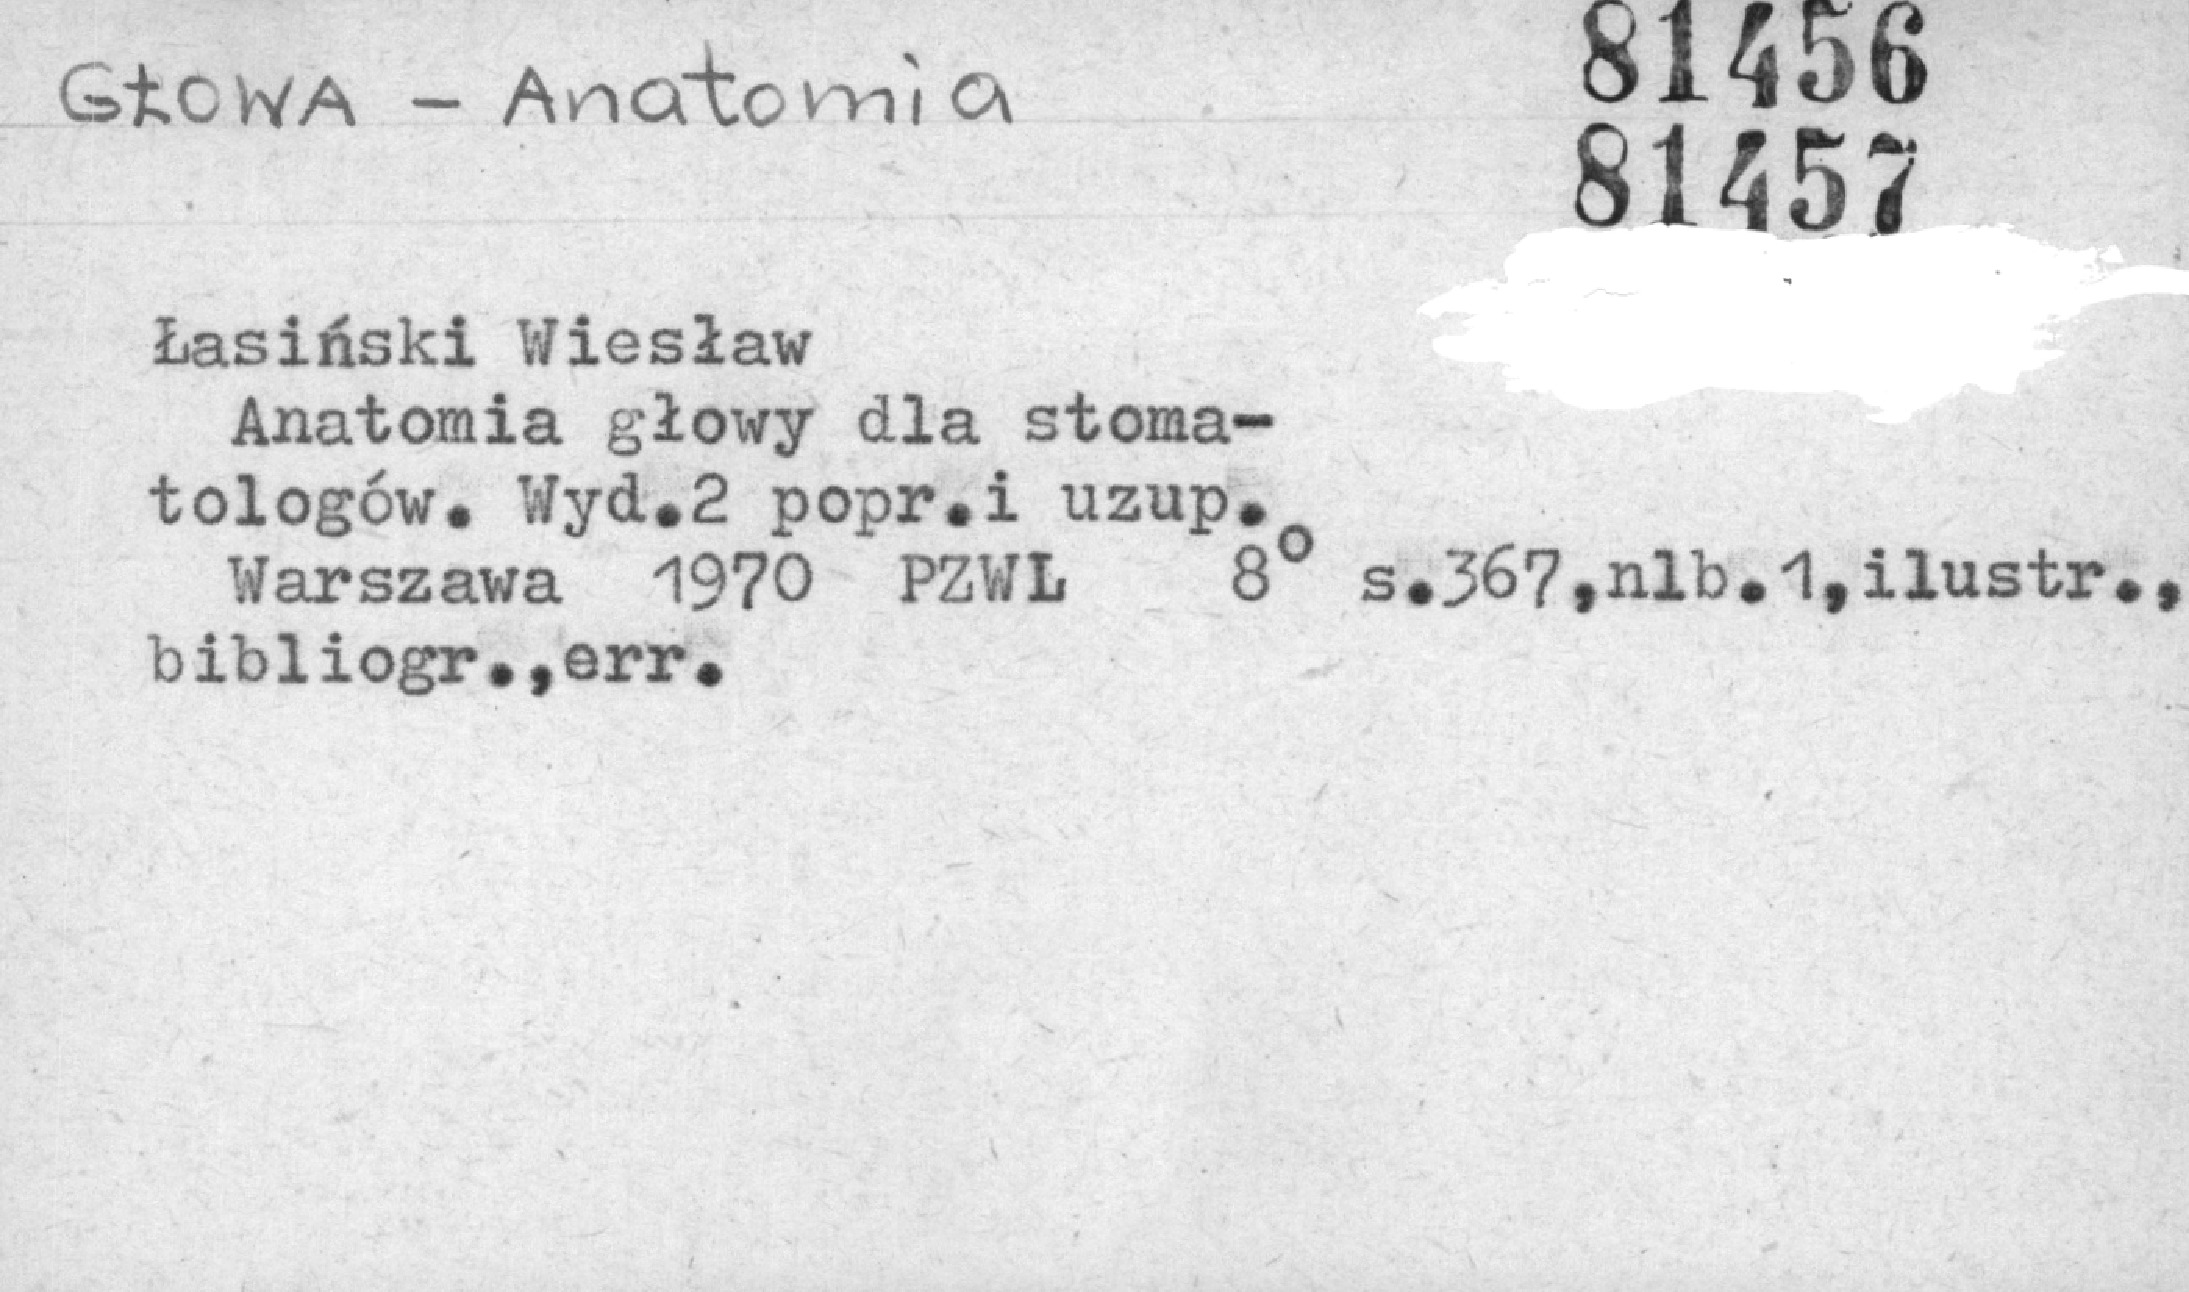 GŁOWA - Anatomia
81456
81457
Łasiński Wiesław
Anatomia głowy dla stoma-
tologów. Wyd.2 popr.i uzup.
Warszawa 1970 PZWL 8° s.367,nlb.1,ilustr.,
bibliogr.,err.